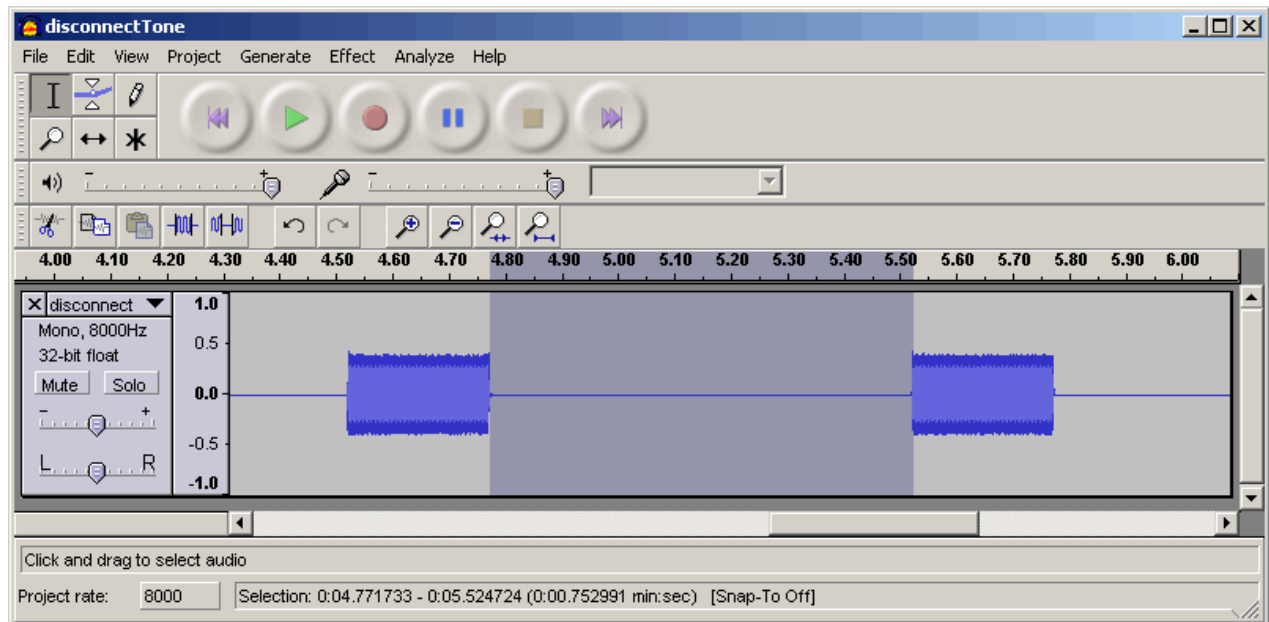 disconnectTone
File Edit View Project Generate Effect Analyze Help
4.00 4.10 4.20 4.30 4.40 4.50 4.60 4.70 4.80 4.90 5.00 5.10 5.20 5.30 5.40 5.50 5.60 5.70 5.80 5.90 6.00
disconnect
Mono, 8000Hz
32-bit float
Mute Solo
- +
L R
1.0
0.5
0.0
-0.5
-1.0
Click and drag to select audio
Project rate: 8000 Selection: 0:04.771733 - 0:05.524724 (0:00.752991 min:sec) [Snap-To Off]